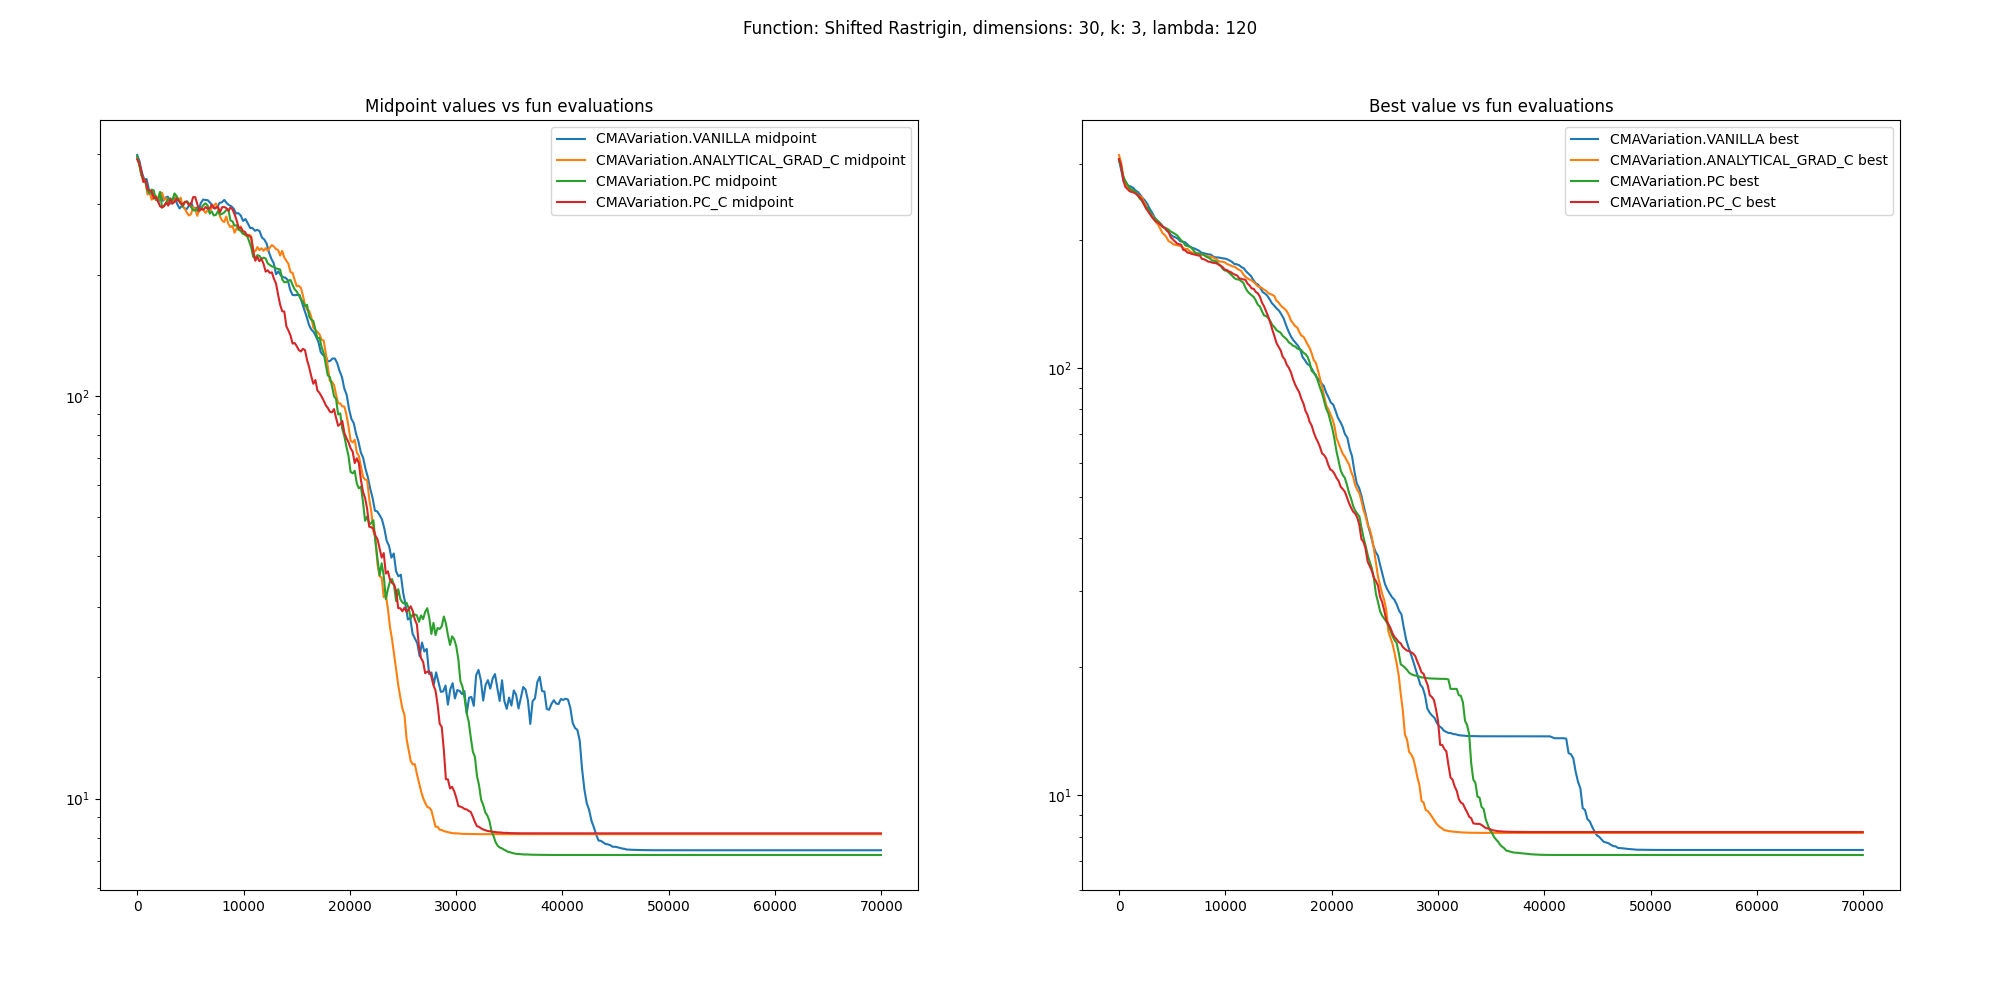 Function: Shifted Rastrigin, dimensions: 30, k: 3, lambda: 120
Midpoint values vs fun evaluations
CMAVariation.VANILLA midpoint
CMAVariation.ANALYTICAL_GRAD_C midpoint
CMAVariation.PC midpoint
CMAVariation.PC_C midpoint
10²
10¹
0 10000 20000 30000 40000 50000 60000 70000
Best value vs fun evaluations
CMAVariation.VANILLA best
CMAVariation.ANALYTICAL_GRAD_C best
CMAVariation.PC best
CMAVariation.PC_C best
10²
10¹
0 10000 20000 30000 40000 50000 60000 70000